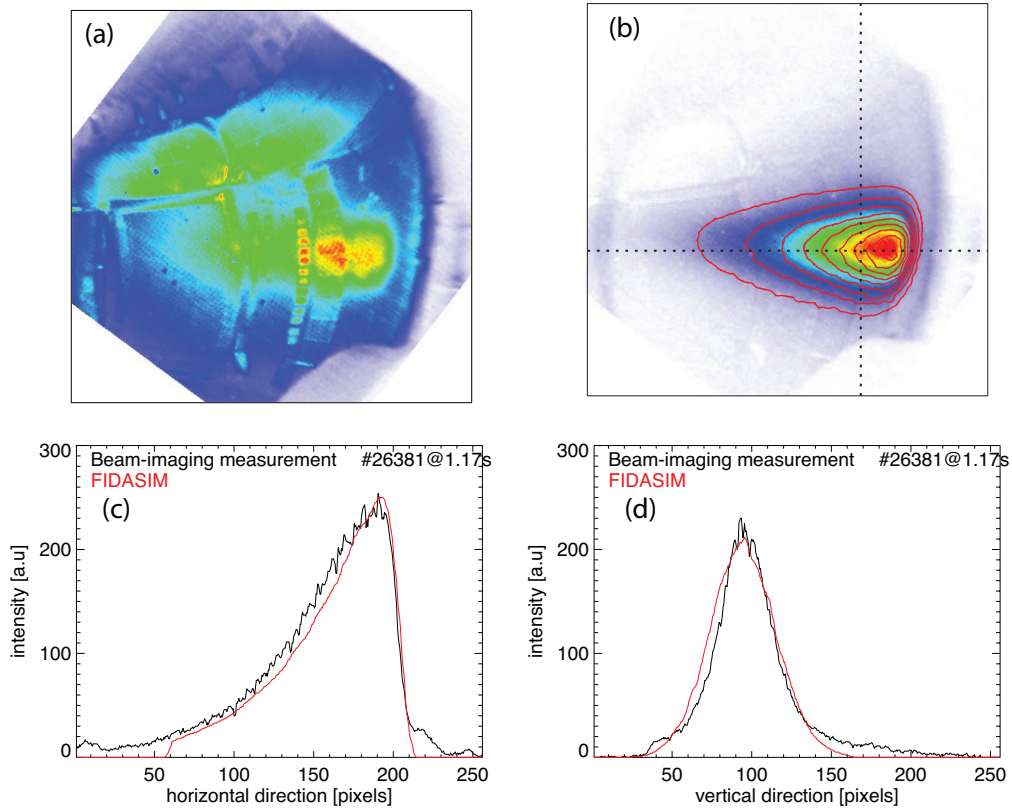 (a)
(b)
300
200
100
0
intensity [a.u]
Beam-imaging measurement #26381@1.17s
FIDASIM
(c)
50 100 150 200 250
horizontal direction [pixels]
300
200
100
0
intensity [a.u]
Beam-imaging measurement #26381@1.17s
FIDASIM
(d)
50 100 150 200 250
vertical direction [pixels]